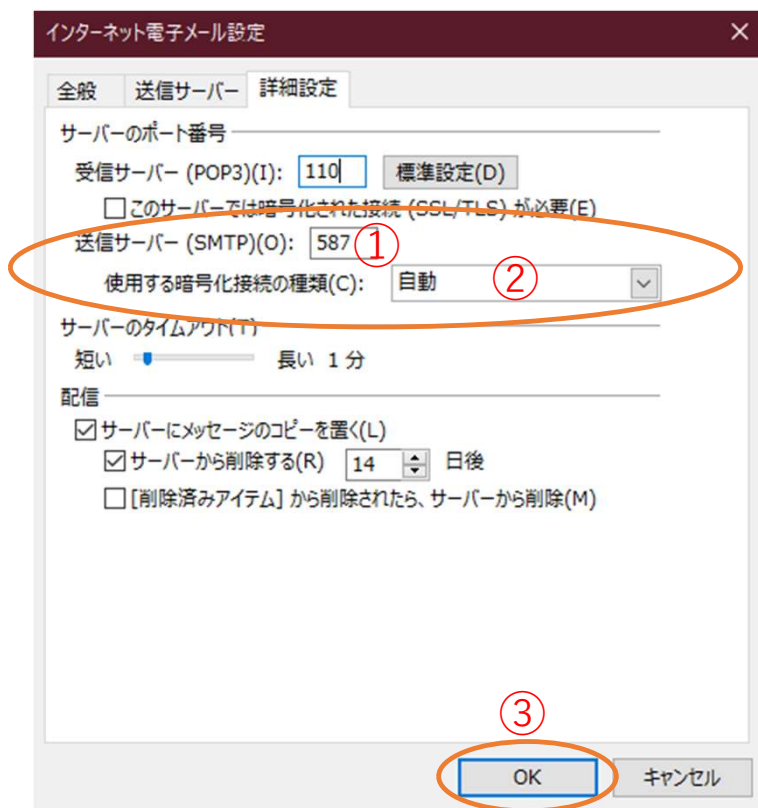 インターネット電子メール設定
全般 送信サーバー 詳細設定
サーバーのポート番号
受信サーバー (POP3)(I): 110 標準設定(D)
このサーバーでは暗号化された接続 (SSL/TLS) が必要(E)
送信サーバー (SMTP)(O): 587 ①
使用する暗号化接続の種類(C): 自動 ②
サーバーのタイムアウト(T)
短い 長い 1 分
配信
サーバーにメッセージのコピーを置く(L)
サーバーから削除する(R) 14 日後
[削除済みアイテム] から削除されたら、サーバーから削除(M)
③
OK キャンセル